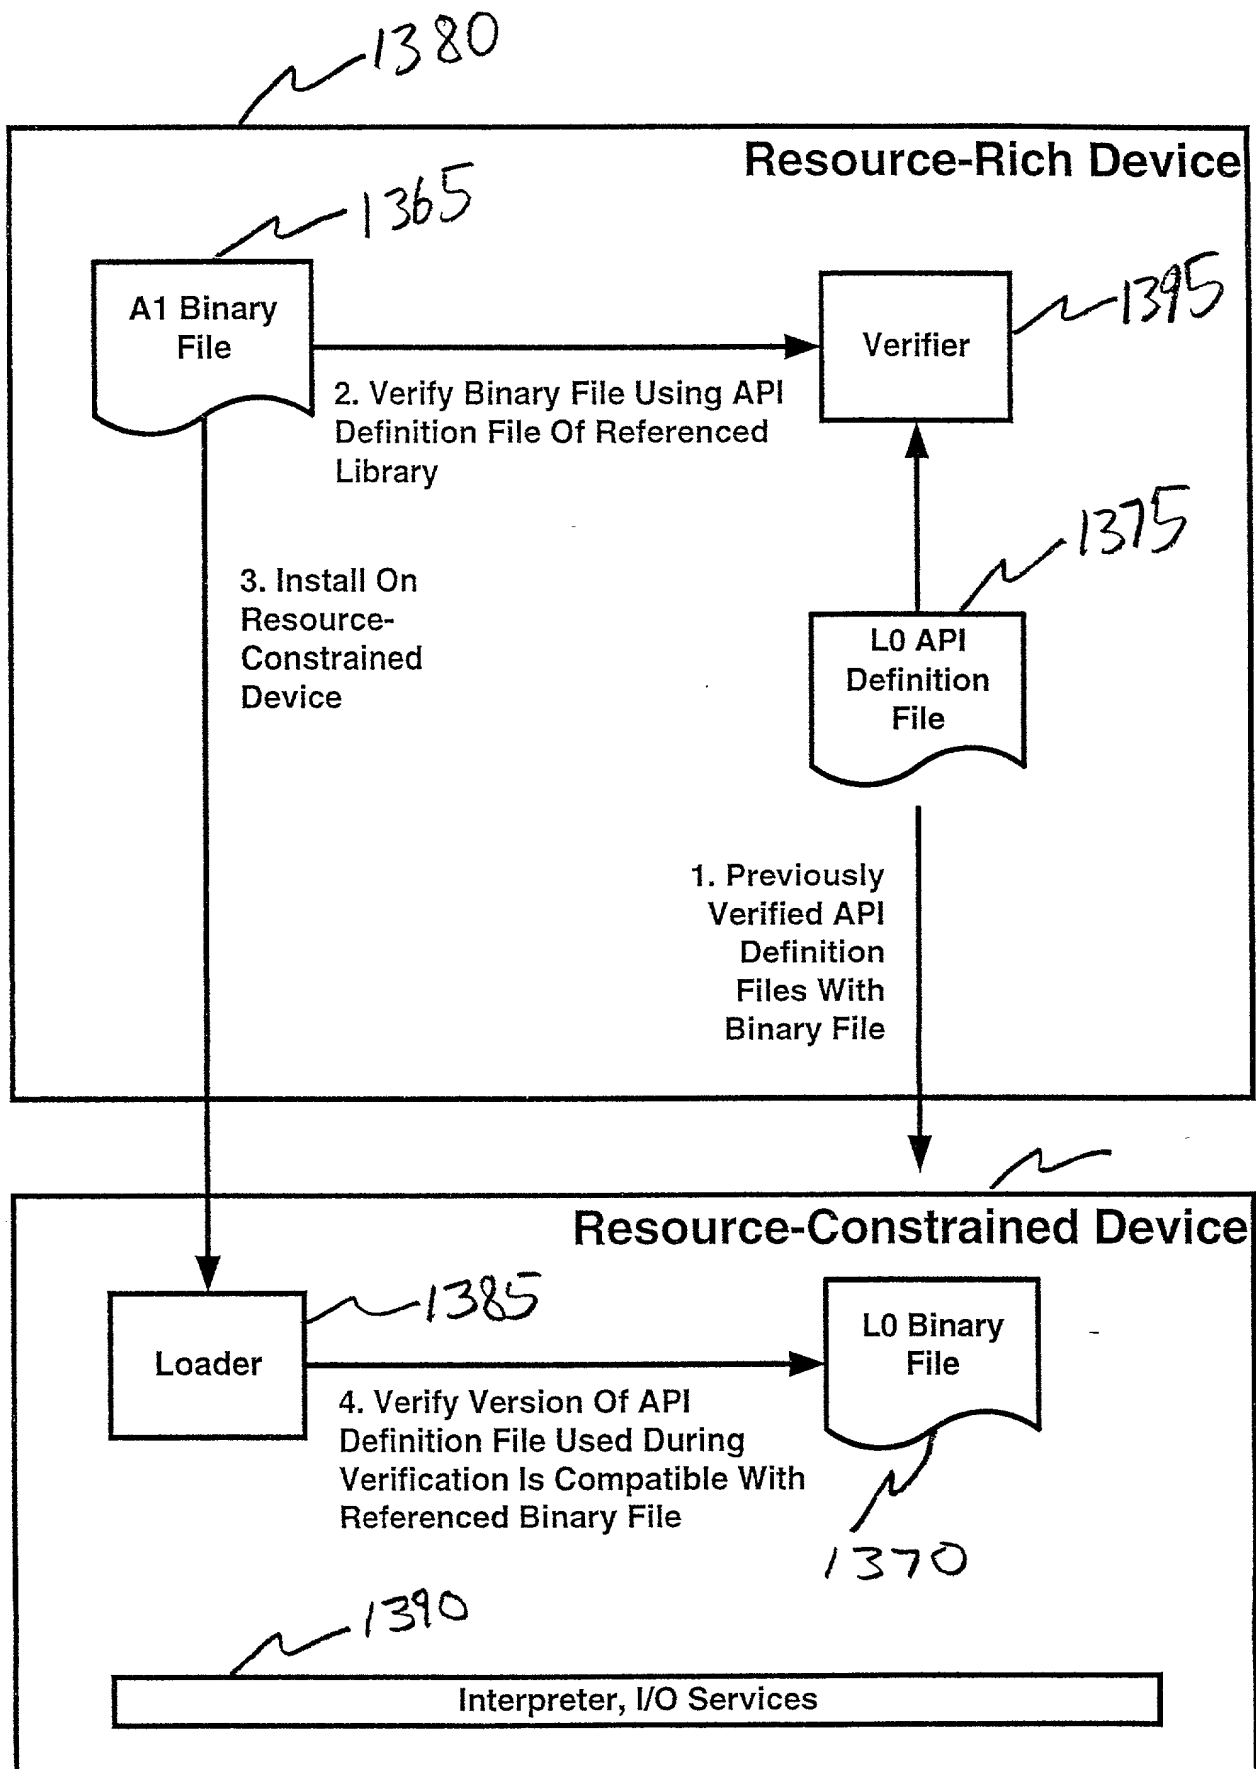 1380
Resource-Rich Device
1365
A1 Binary
File
1395
Verifier
2. Verify Binary File Using API
Definition File Of Referenced
Library
1375
3. Install On
Resource-
Constrained
Device
L0 API
Definition
File
1. Previously
Verified API
Definition
Files With
Binary File
Resource-Constrained Device
1385
Loader
L0 Binary
File
4. Verify Version Of API
Definition File Used During
Verification Is Compatible With
Referenced Binary File
1370
1390
Interpreter, I/O Services